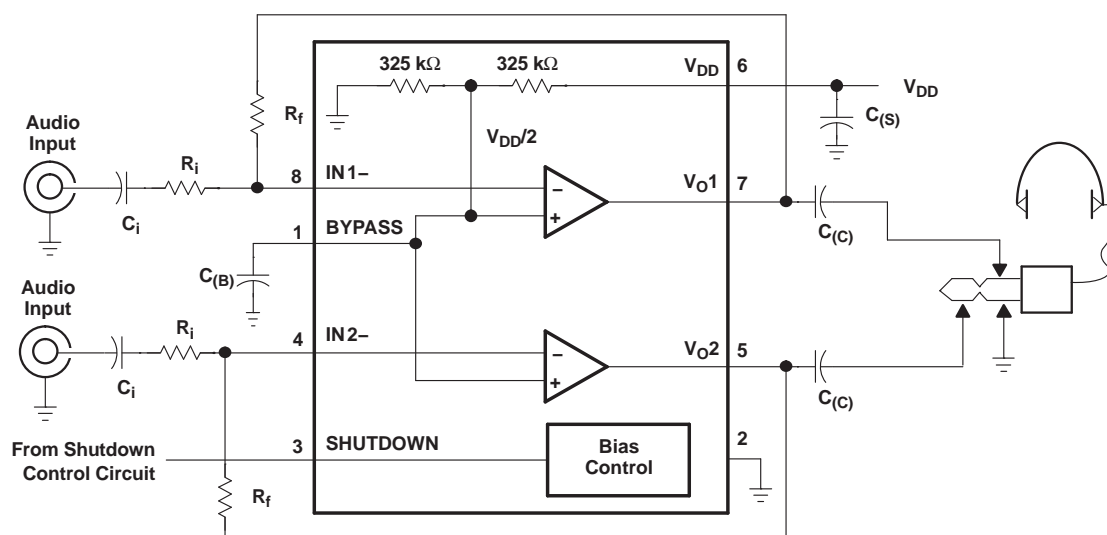 325 kΩ
325 kΩ
VDD
6
VDD
C(S)
Rf
Audio
Input
VDD/2
Ri
8
IN1−
VO1
7
−
+
Ci
1
BYPASS
C(C)
C(B)
Audio
Input
Ri
4
IN2−
VO2
5
−
+
Ci
C(C)
From Shutdown
Control Circuit
3
SHUTDOWN
Bias
Control
2
Rf